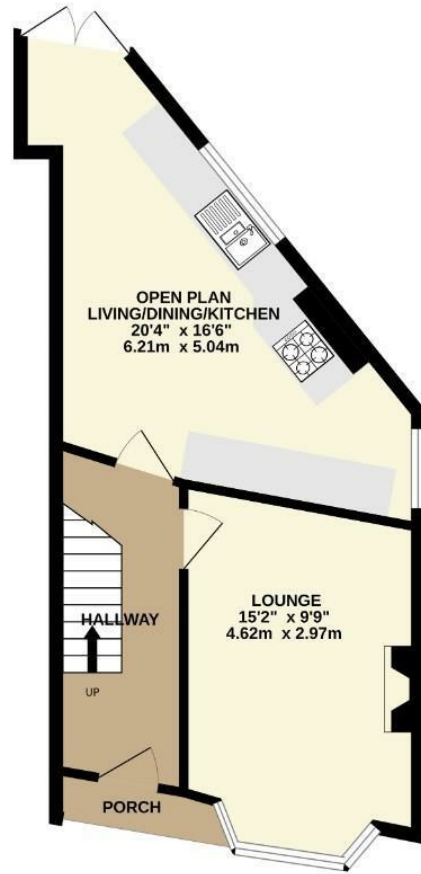 OPEN PLAN
LIVING/DINING/KITCHEN
20'4" x 16'6"
6.21m x 5.04m
LOUNGE
15'2" x 9'9"
4.62m x 2.97m
HALLWAY
UP
PORCH